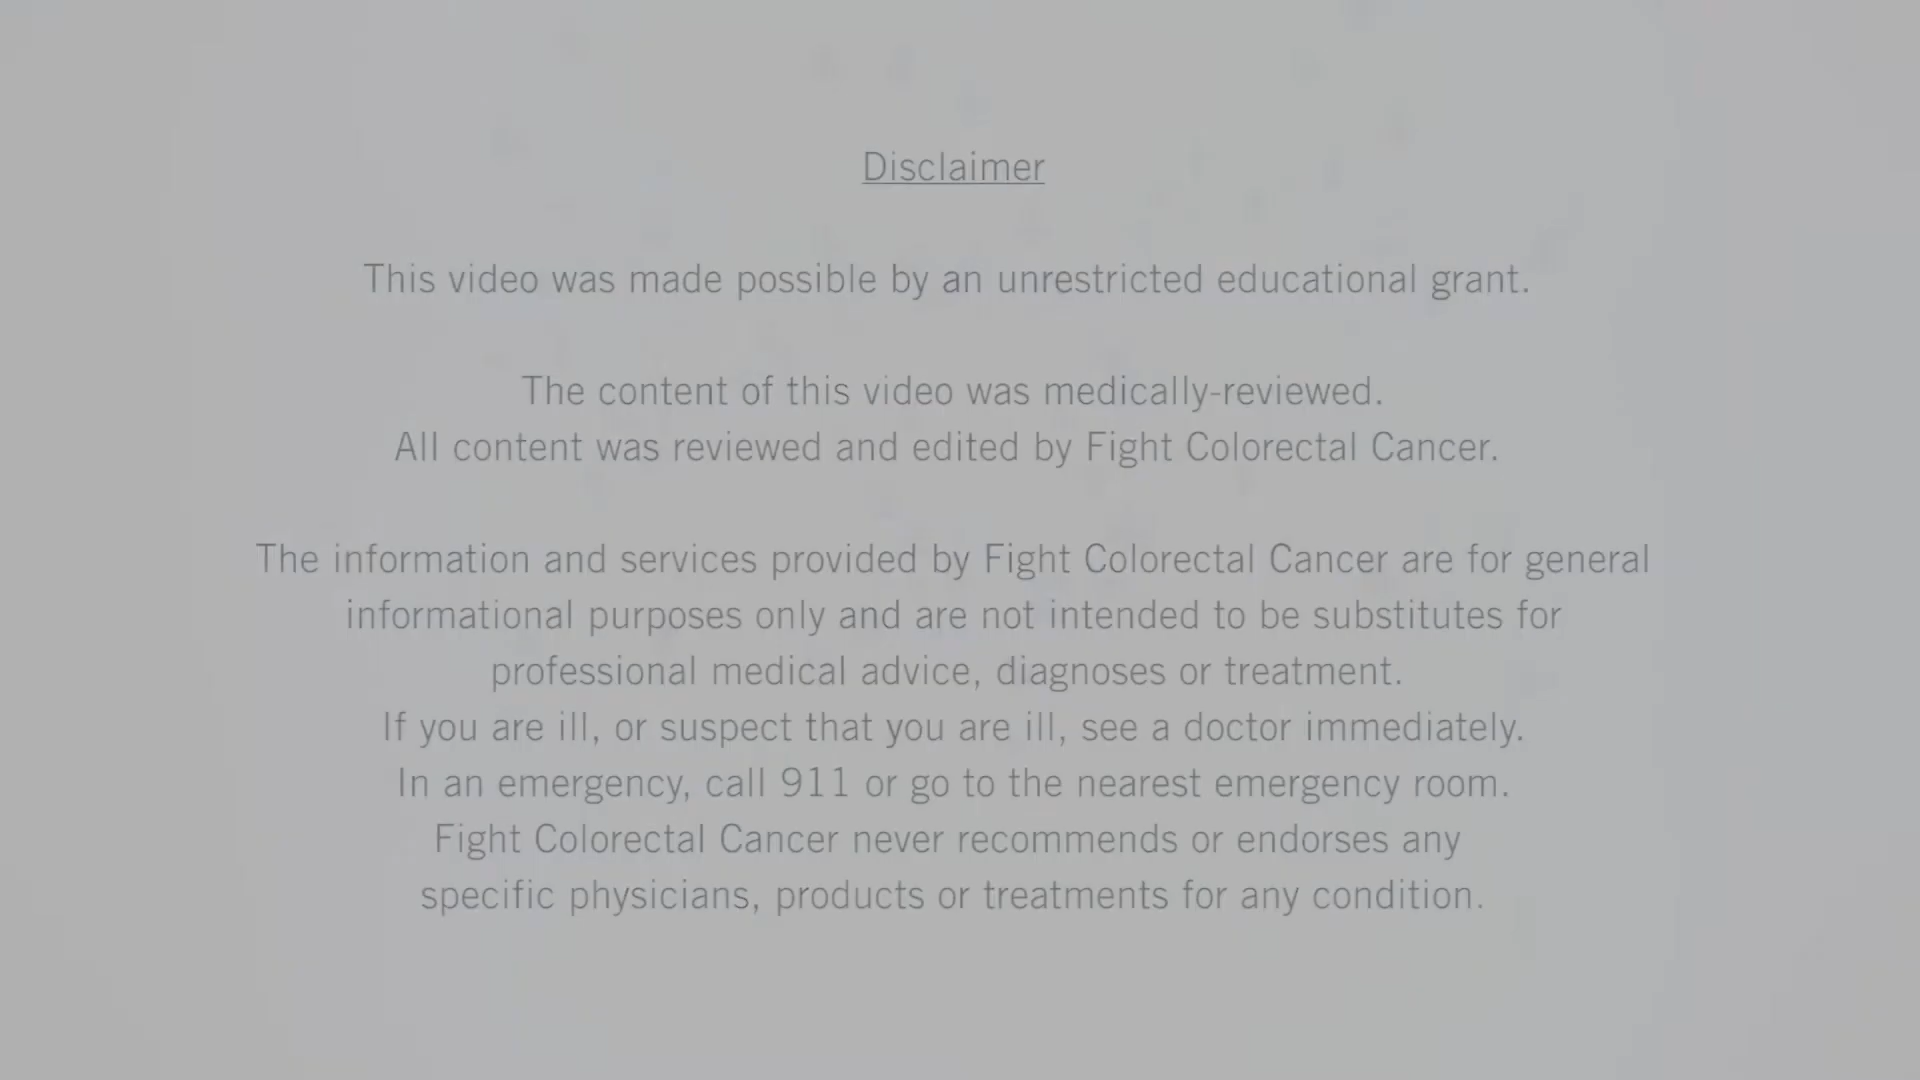 Disclaimer
This video was made possible by an unrestricted educational grant.
The content of this video was medically-reviewed.
All content was reviewed and edited by Fight Colorectal Cancer.
The information and services provided by Fight Colorectal Cancer are for general
informational purposes only and are not intended to be substitutes for
professional medical advice, diagnoses or treatment.
If you are ill, or suspect that you are ill, see a doctor immediately.
In an emergency, call 911 or go to the nearest emergency room.
Fight Colorectal Cancer never recommends or endorses any
specific physicians, products or treatments for any condition.